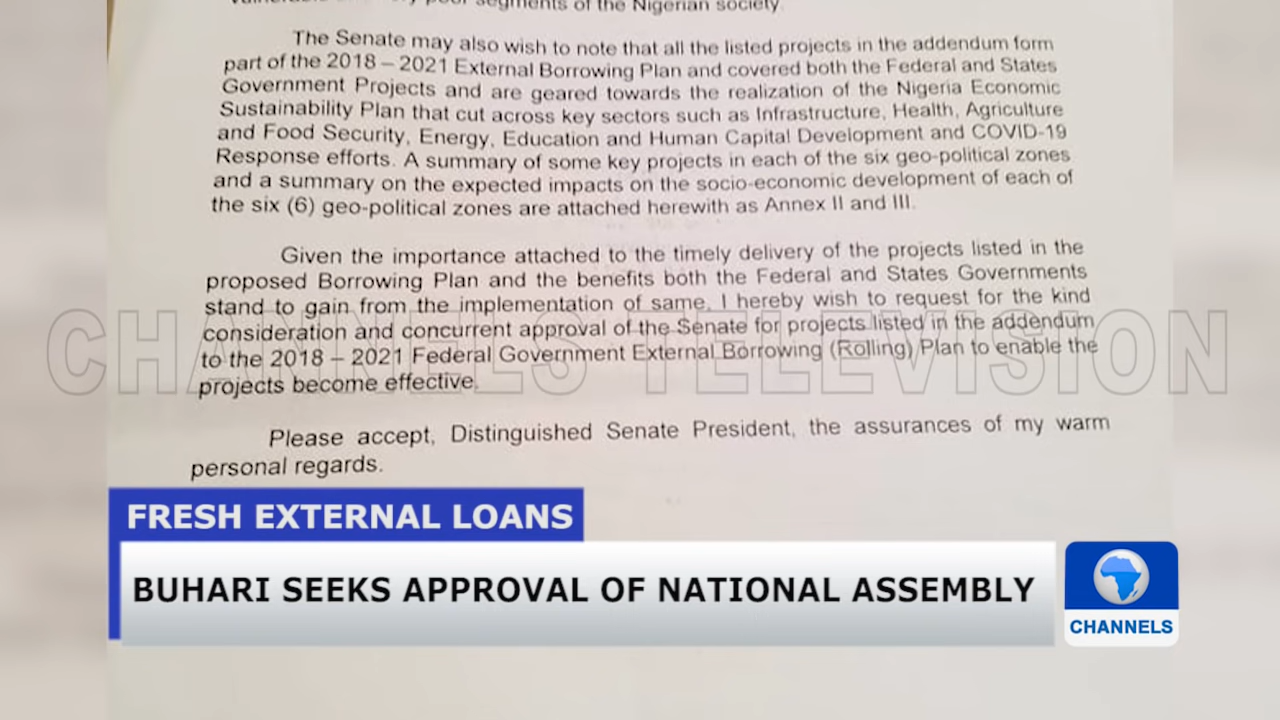 segments of the Nigerian society.
The Senate may also wish to note that all the listed projects in the addendum form
part of the 2018 – 2021 External Borrowing Plan and covered both the Federal and States
Government Projects and are geared towards the realization of the Nigeria Economic
Sustainability Plan that cut across key sectors such as Infrastructure, Health, Agriculture
and Food Security, Energy, Education and Human Capital Development and COVID-19
Response efforts. A summary of some key projects in each of the six geo-political zones
and a summary on the expected impacts on the socio-economic development of each of
the six (6) geo-political zones are attached herewith as Annex II and III.
Given the importance attached to the timely delivery of the projects listed in the
proposed Borrowing Plan and the benefits both the Federal and States Governments
stand to gain from the implementation of same, I hereby wish to request for the kind
consideration and concurrent approval of the Senate for projects listed in the addendum
to the 2018 – 2021 Federal Government External Borrowing (Rolling) Plan to enable the
projects become effective.
CHANNELS TELEVISION
Please accept, Distinguished Senate President, the assurances of my warm
personal regards.
FRESH EXTERNAL LOANS
BUHARI SEEKS APPROVAL OF NATIONAL ASSEMBLY
CHANNELS